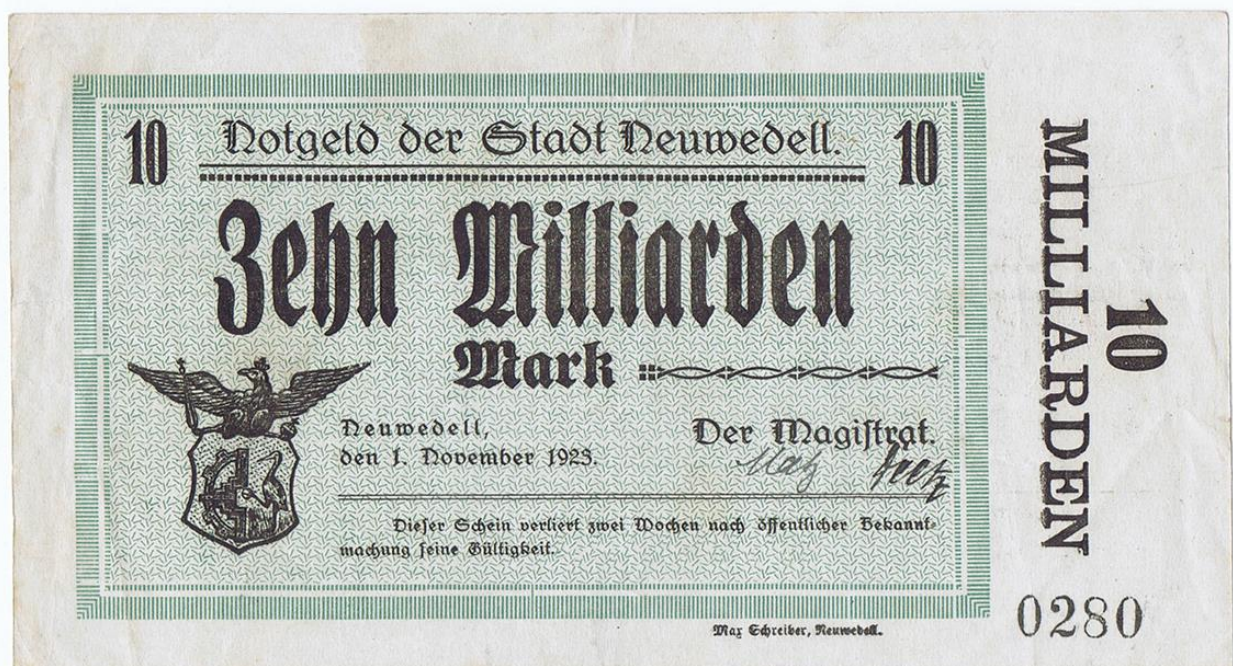 10 Notgeld der Stadt Neuwedell. 10
Zehn Milliarden
Mark
Neuwedell,
den 1. November 1923.
Der Magiſtrat.
Dieſer Schein verliert zwei Wochen nach öffentlicher Bekannt-
machung ſeine Gültigkeit.
Max Schreiber, Neuwedell.
10
MILLIARDEN
0280